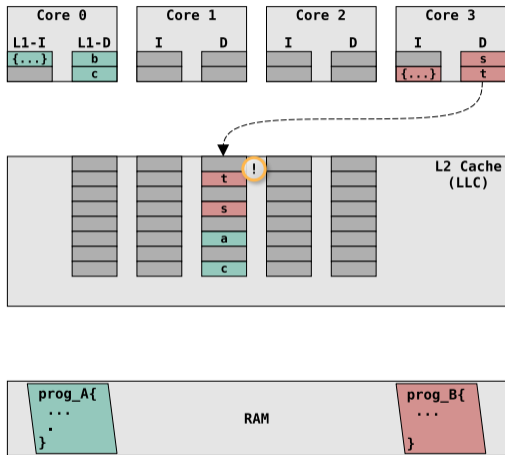 Core 0
Core 1
Core 2
Core 3
L1-I L1-D
I D
I D
I D
{...} b
c
s
{...} t
L2 Cache
(LLC)
!
t
s
a
c
prog_A{
...
.
}
RAM
prog_B{
...
}